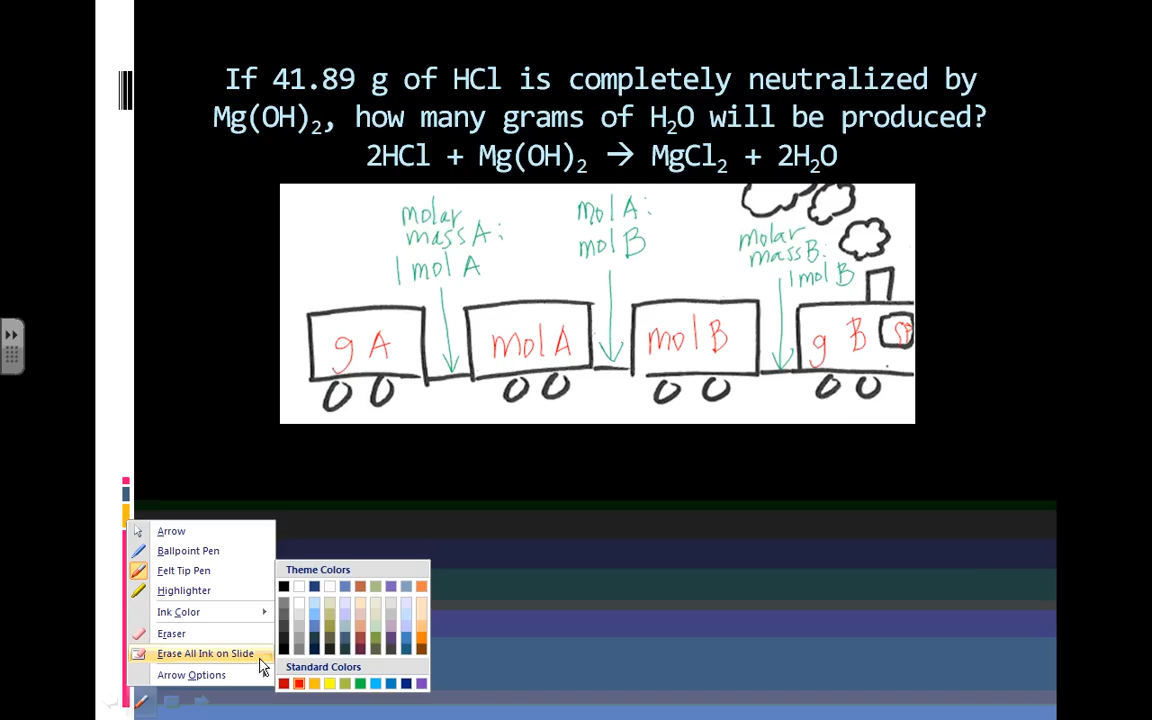 If 41.89 g of HCl is completely neutralized by
Mg(OH)₂, how many grams of H₂O will be produced?
2HCl + Mg(OH)₂ → MgCl₂ + 2H₂O
molar
mass A:
1 mol A
mol A:
mol B
molar
mass B:
1 mol B
g A
mol A
mol B
g B
Arrow
Ballpoint Pen
Felt Tip Pen
Highlighter
Ink Color
Eraser
Erase All Ink on Slide
Arrow Options
Theme Colors
Standard Colors